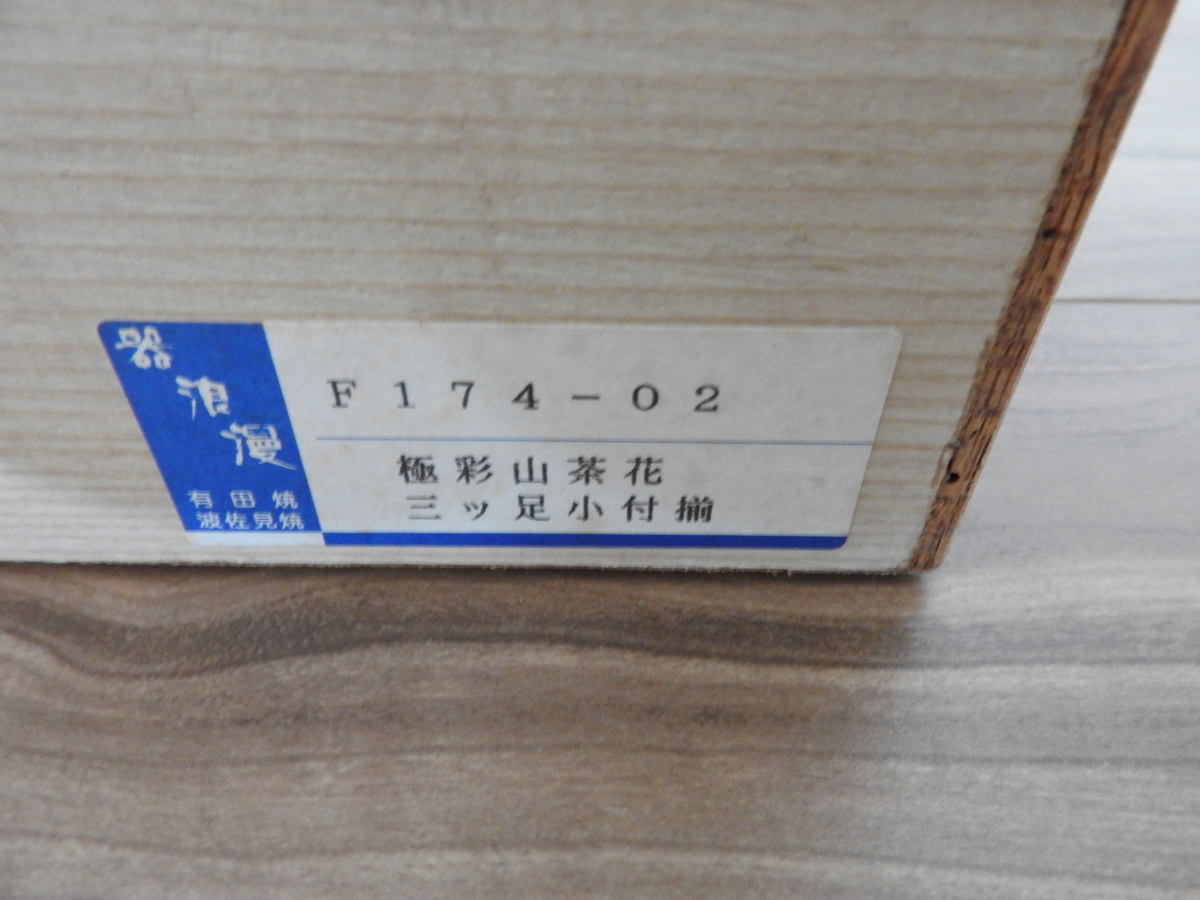 器
浪
漫
有田焼
波佐見焼
F174-02
極彩山茶花
三ッ足小付揃